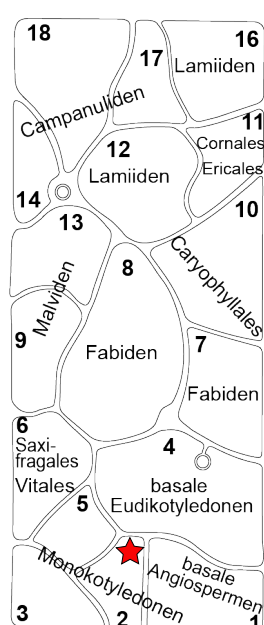 18
17
16
Lamiiden
Campanuliden
11
Cornales
Ericales
12
Lamiiden
14
13
10
Caryophyllales
8
Malviden
9
Fabiden
7
Fabiden
6
Saxi-
fragales
Vitales
4
basale
Eudikotyledonen
5
Monokotyledonen
basale
Angiospermen
3
2
1